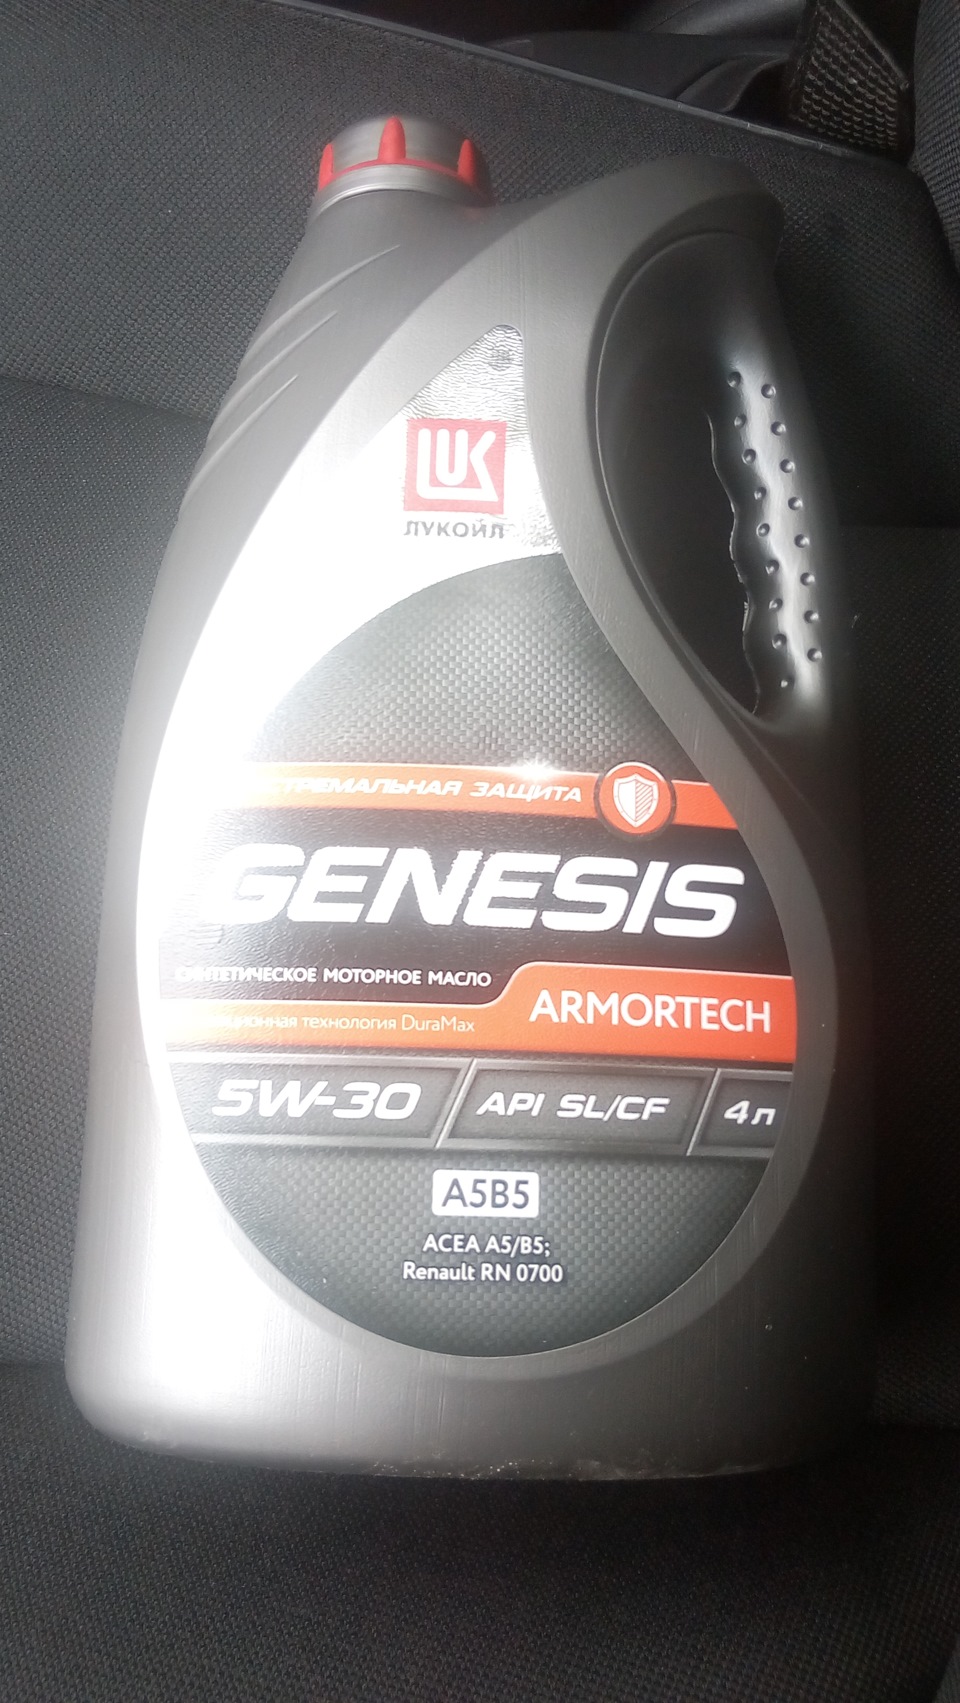 LUK
ЛУКОЙЛ
ЗАЩИТА
GENESIS
МОТОРНОЕ МАСЛО
ARMORTECH
технология DuraMax
5W-30
API SL/CF
4л
A5B5
ACEA A5/B5;
Renault RN 0700